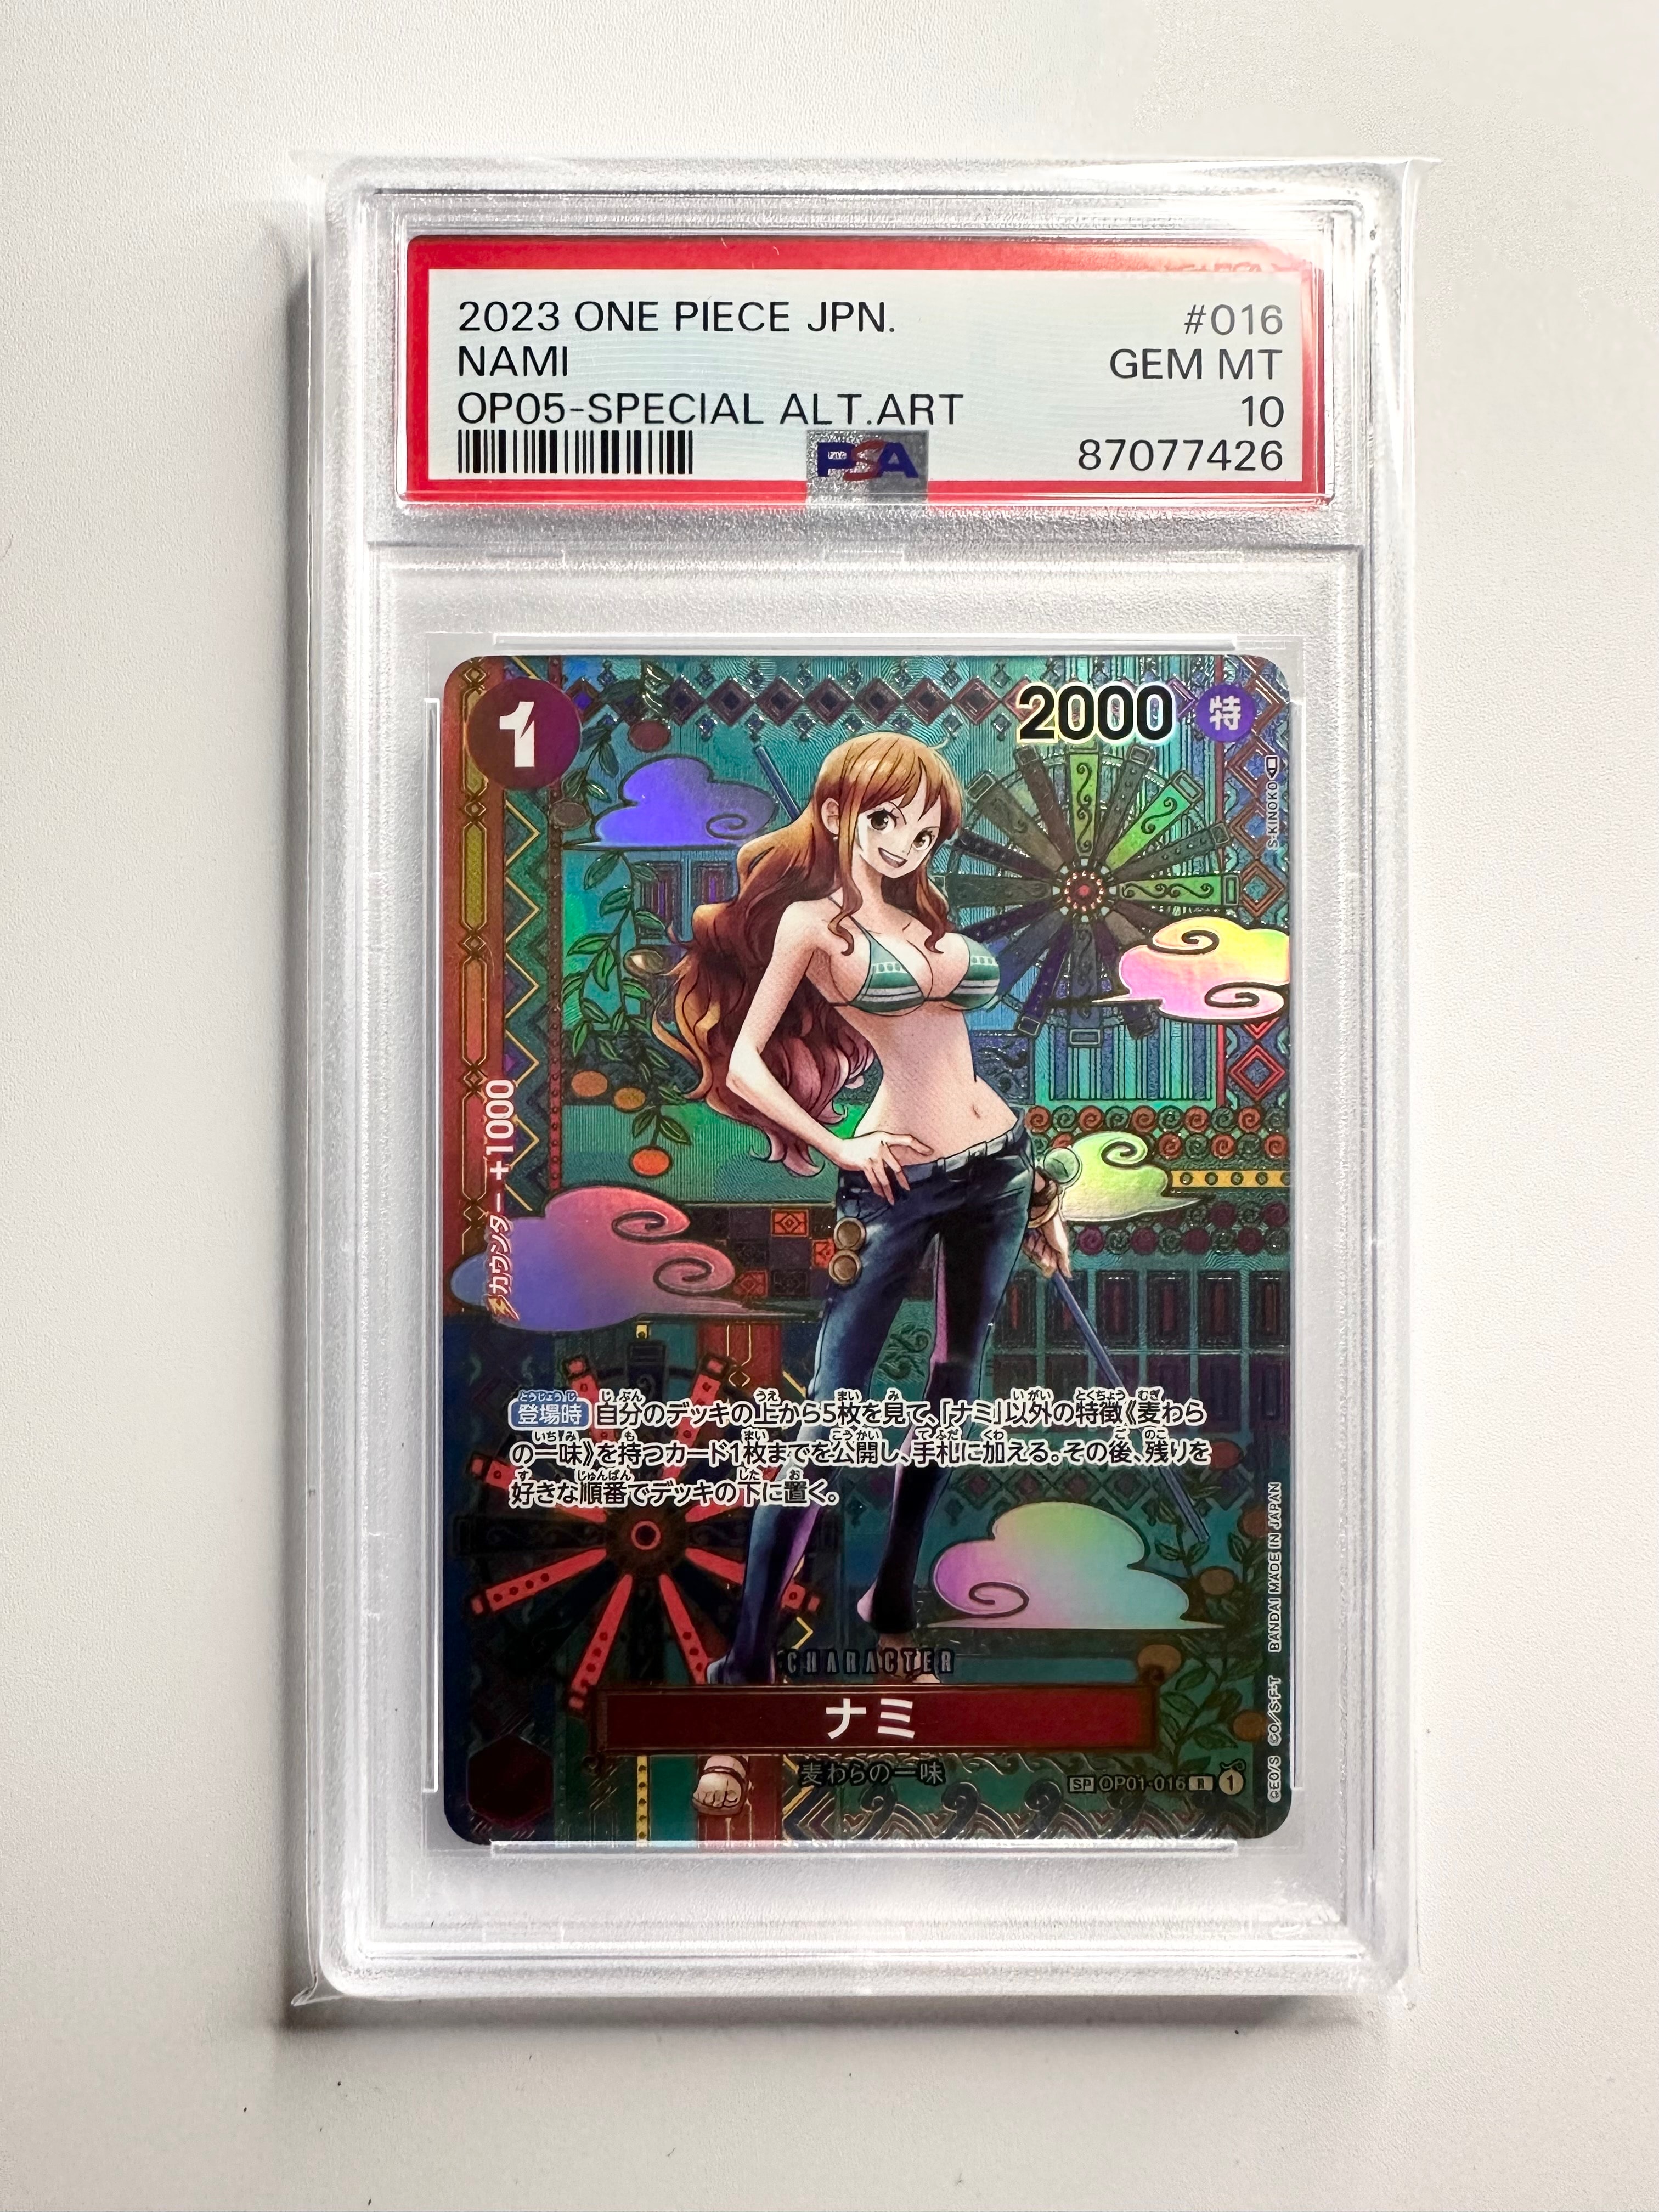 2023 ONE PIECE JPN. #016
NAMI GEM MT
OP05-SPECIAL ALT.ART 10
PSA 87077426
1
2000 特
S-KINOKO
カウンター +1000
登場時 自分のデッキの上から5枚を見て、「ナミ」以外の特徴《麦わら
の一味》を持つカード1枚までを公開し、手札に加える。その後、残りを
好きな順番でデッキの下に置く。
CHARACTER
ナミ
麦わらの一味
SP OP01-016 R 1
©EO/S ©O/S・F・T BANDAI MADE IN JAPAN